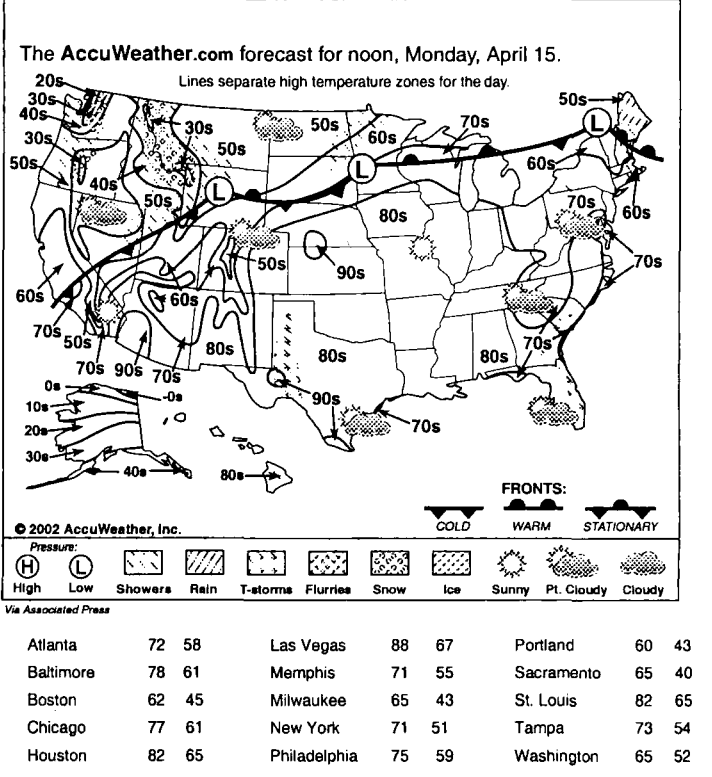 The AccuWeather.com forecast for noon, Monday, April 15.
Lines separate high temperature zones for the day.
20s
30s
40s
30s
50s
40s
30s
50s
50s
50s
60s
70s
50s
60s
60s
70s
70s
80s
90s
50s
60s
60s
70s
50s
70s
90s
70s
80s
80s
90s
80s
70s
70s
0s
-0s
10s
20s
30s
40s
80s
L
L
L
FRONTS:
COLD WARM STATIONARY
© 2002 AccuWeather, Inc.
Pressure:
H L
High Low Showers Rain T-storms Flurries Snow Ice Sunny Pt. Cloudy Cloudy
Via Associated Press
Atlanta 72 58 Las Vegas 88 67 Portland 60 43
Baltimore 78 61 Memphis 71 55 Sacramento 65 40
Boston 62 45 Milwaukee 65 43 St. Louis 82 65
Chicago 77 61 New York 71 51 Tampa 73 54
Houston 82 65 Philadelphia 75 59 Washington 65 52